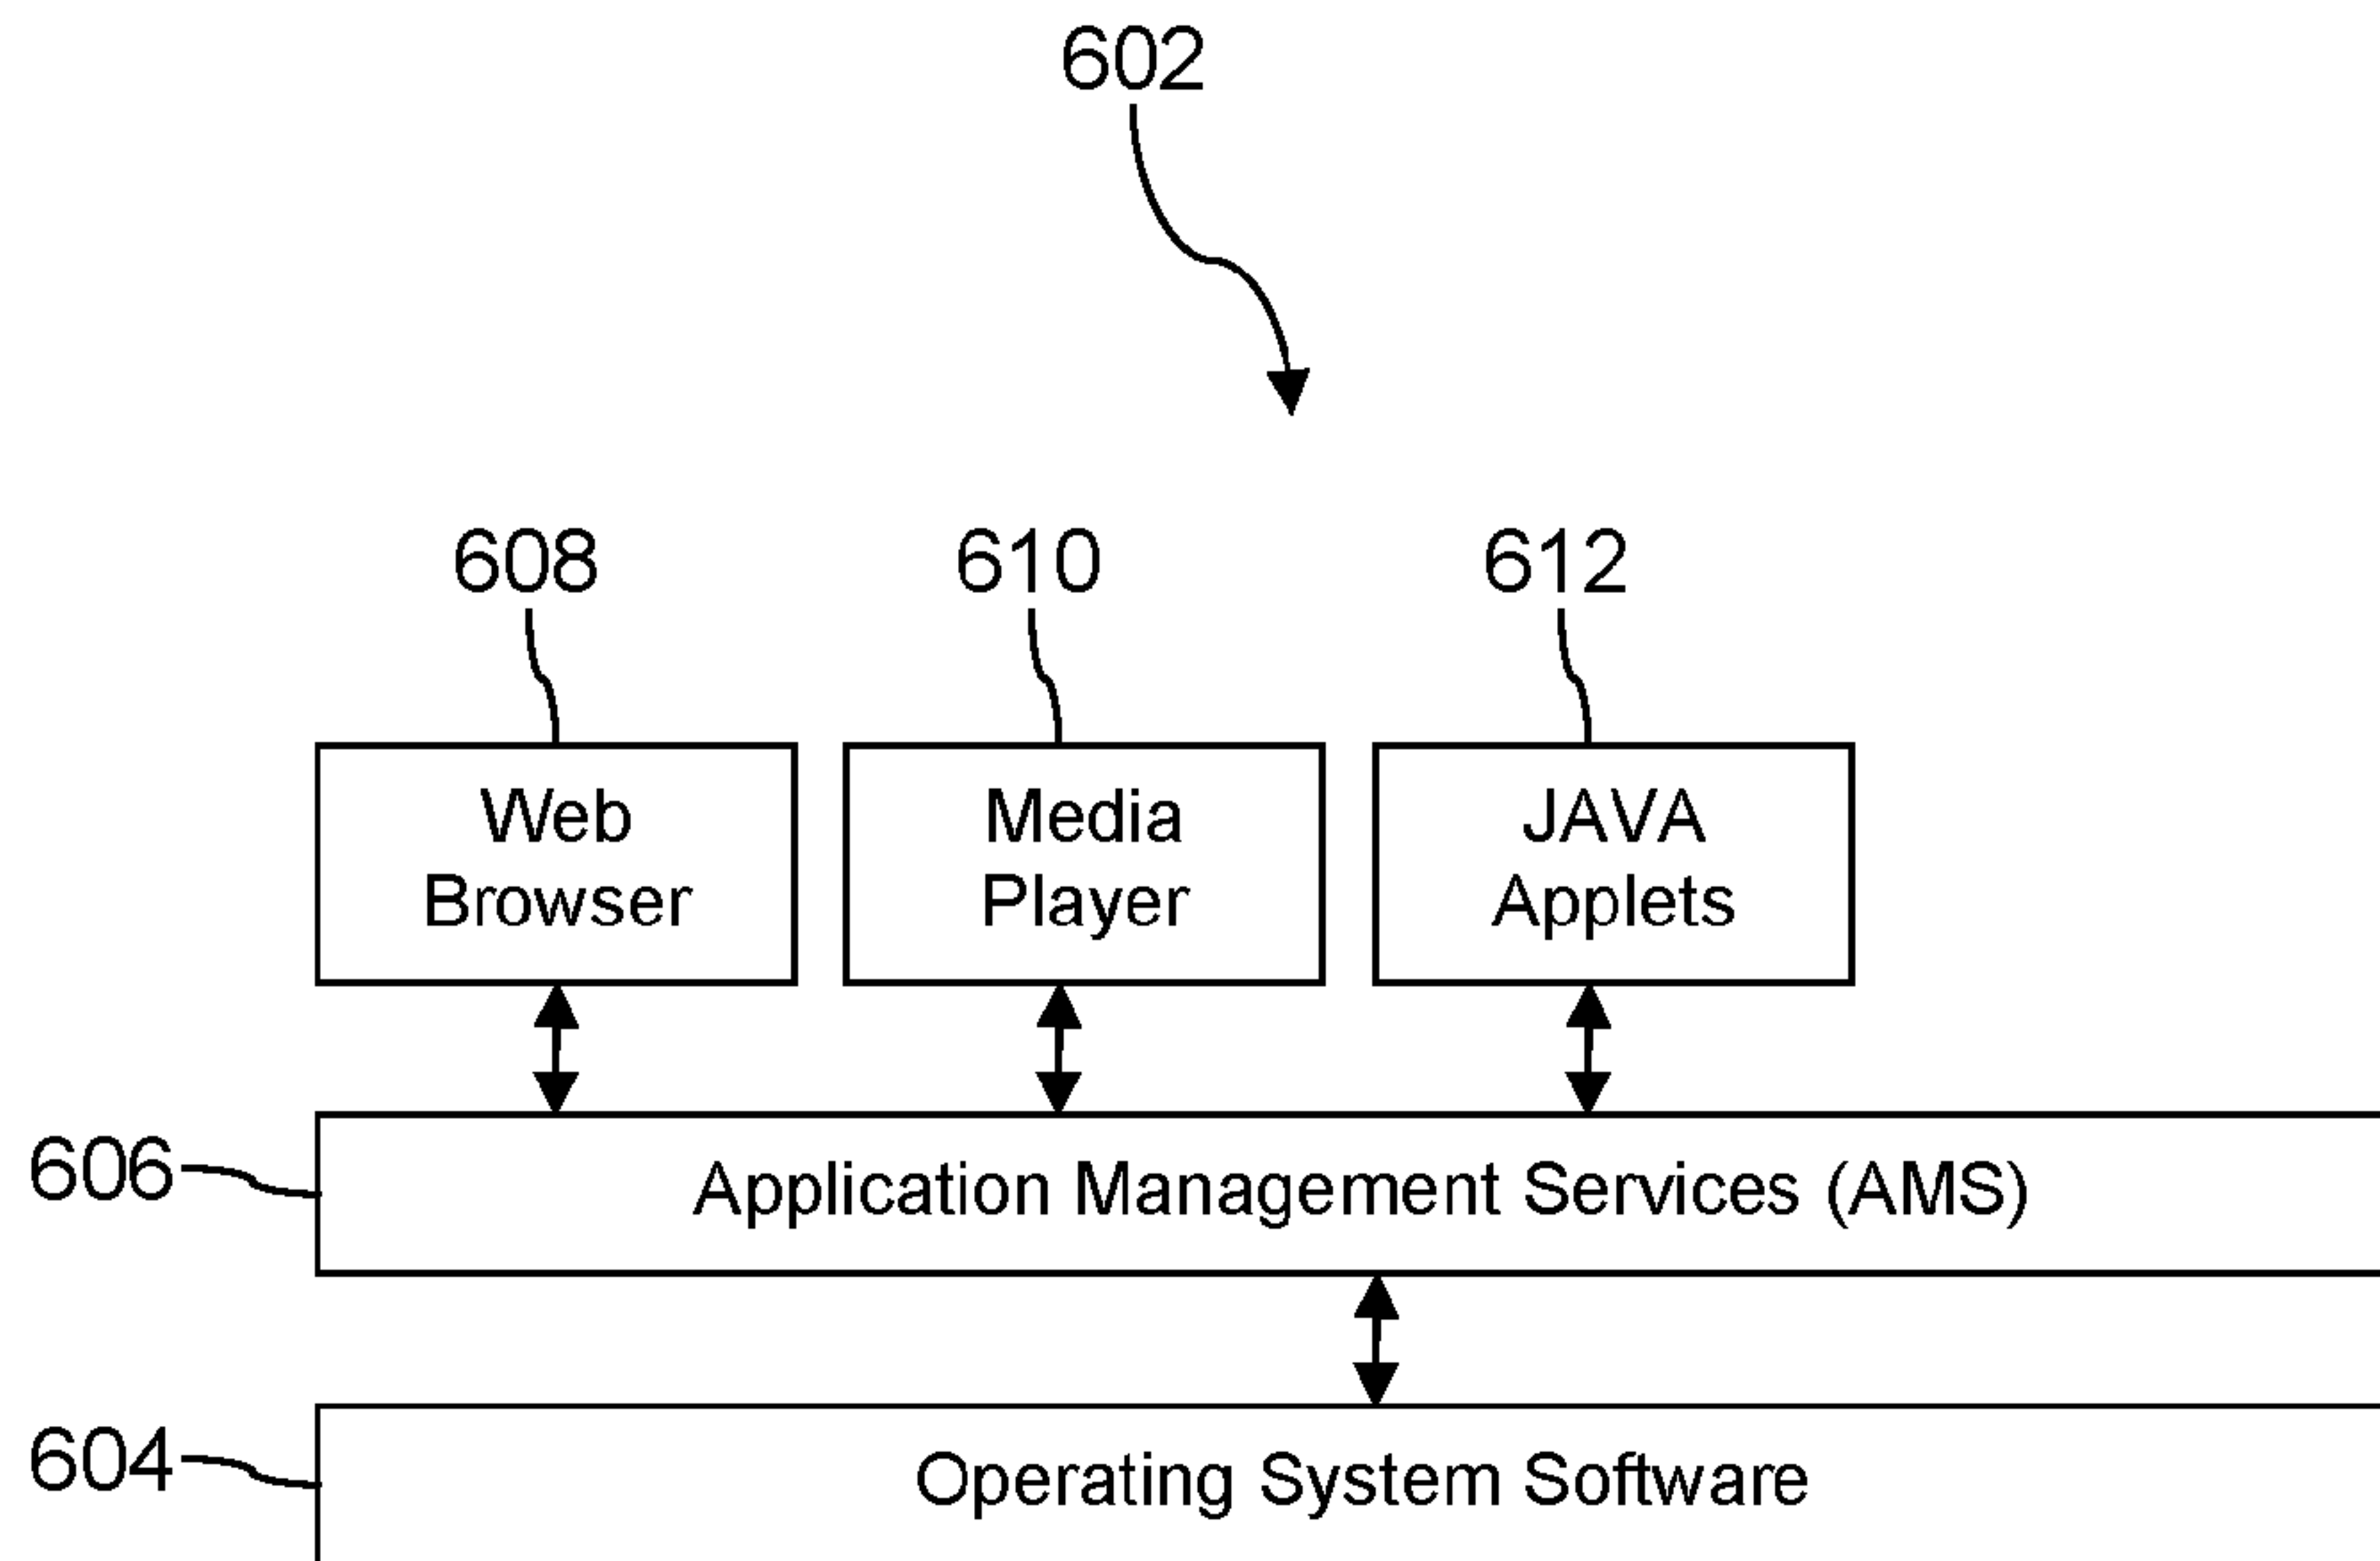 602
608
610
612
Web
Browser
Media
Player
JAVA
Applets
606
Application Management Services (AMS)
604
Operating System Software